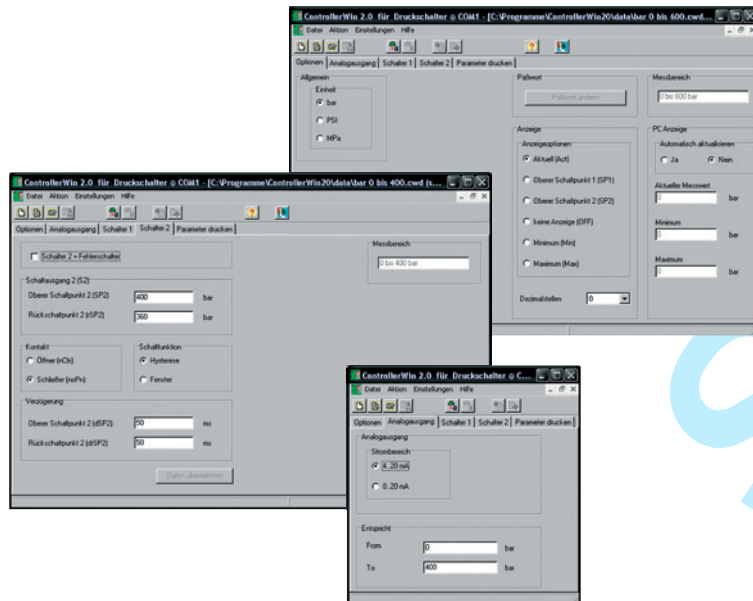 ControllerWin 2.0 für Druckschalter @ COM1 - [C:\Programme\ControllerWin20\data\bar 0 bis 600.cwd...
Datei Aktion Einstellungen Hilfe
Optionen Analogausgang Schalter 1 Schalter 2 Parameter drucken
Allgemein
Einheit
bar
PSI
MPa
Paßwort
Paßwort ändern
Messbereich
0 bis 600 bar
Anzeige
Anzeigeoptionen
Aktuell (Act)
Oberer Schaltpunkt 1 (SP1)
Oberer Schaltpunkt 2 (SP2)
keine Anzeige (OFF)
Minimum (Min)
Maximum (Max)
Dezimalstellen 0
PC Anzeige
Automatisch aktualisieren
Ja Nein
Aktueller Messwert
0 bar
Minimum
0 bar
Maximum
0 bar
ControllerWin 2.0 für Druckschalter @ COM1 - [C:\Programme\ControllerWin20\data\bar 0 bis 400.cwd (s...
Datei Aktion Einstellungen Hilfe
Optionen Analogausgang Schalter 1 Schalter 2 Parameter drucken
Schalter 2 = Fehlerschalter
Messbereich
0 bis 400 bar
Schaltausgang 2 (S2)
Oberer Schaltpunkt 2 (SP2) 400 bar
Rückschaltpunkt 2 (rSP2) 360 bar
Kontakt
Öffner (nCls)
Schließer (noPn)
Schaltfunktion
Hysterese
Fenster
Verzögerung
Oberer Schaltpunkt 2 (dSP2) 50 ms
Rückschaltpunkt 2 (drSP2) 50 ms
Daten übernehmen
ControllerWin 2.0 für Druckschalter @ C...
Datei Aktion Einstellungen Hilfe
Optionen Analogausgang Schalter 1 Schalter 2 Parameter drucken
Analogausgang
Strombereich
4..20 mA
0..20 mA
Entspricht
From 0 bar
To 400 bar